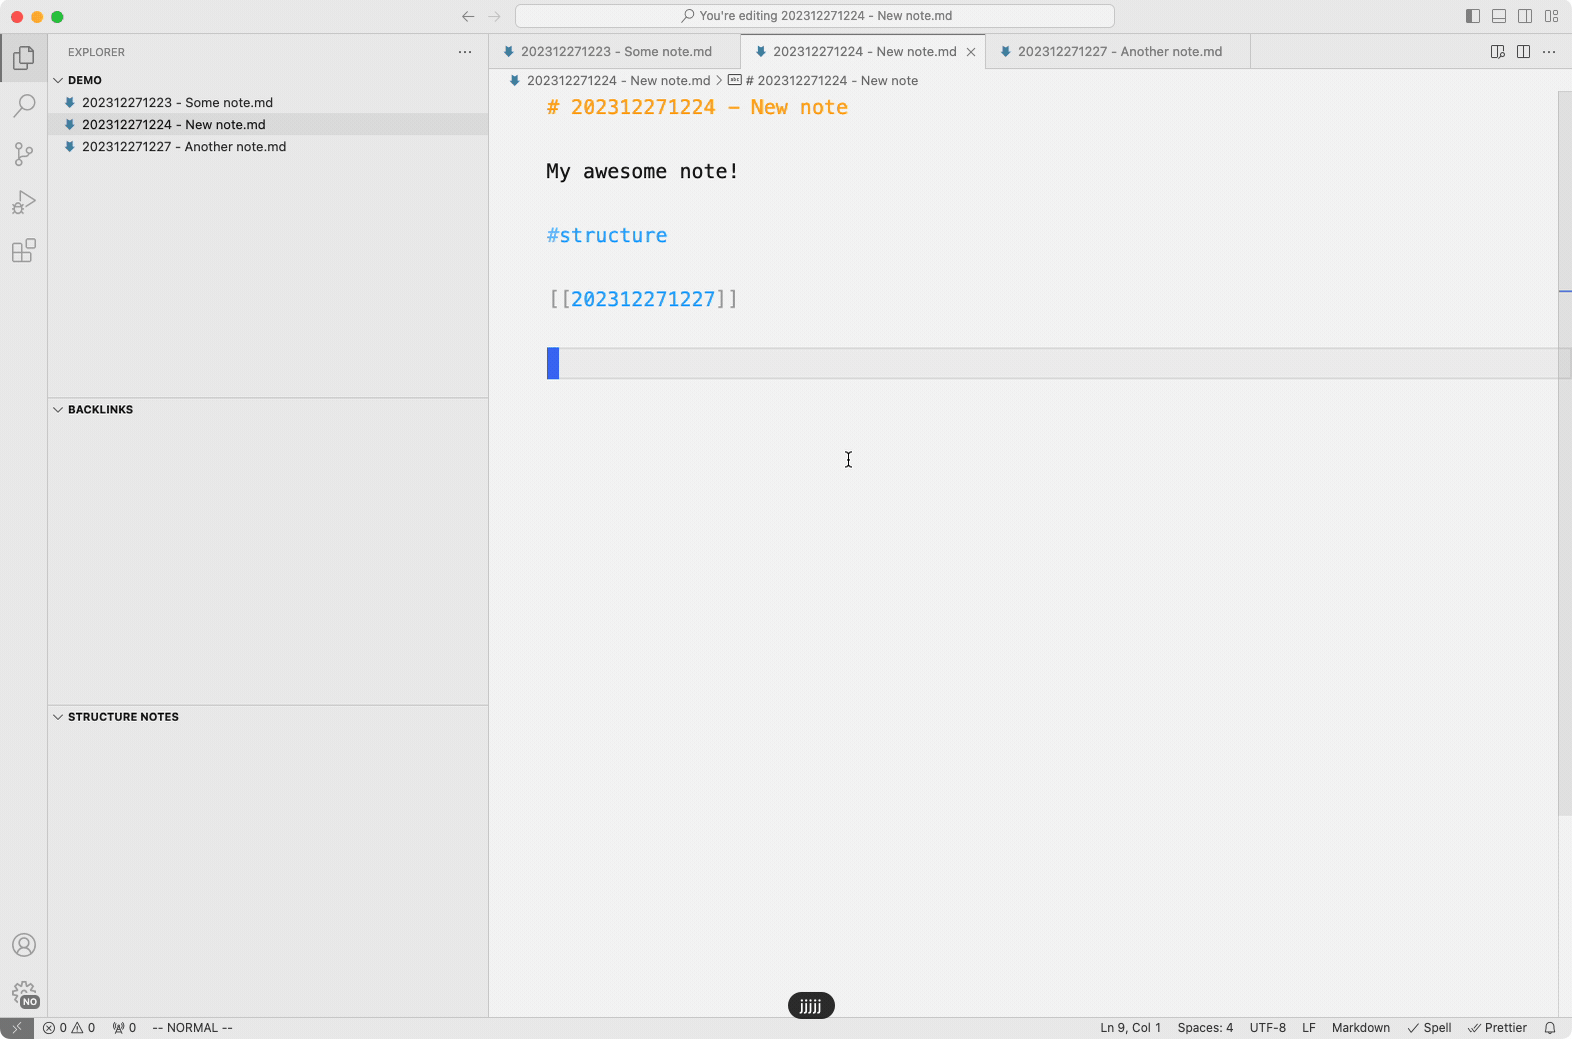 You're editing 202312271224 - New note.md
EXPLORER
202312271223 - Some note.md
202312271224 - New note.md
202312271227 - Another note.md
DEMO
202312271223 - Some note.md
202312271224 - New note.md
202312271227 - Another note.md
BACKLINKS
STRUCTURE NOTES
202312271224 - New note.md > # 202312271224 - New note
# 202312271224 - New note
My awesome note!
#structure
[[202312271227]]
jjjjj
NO
0 0 0 -- NORMAL -- Ln 9, Col 1 Spaces: 4 UTF-8 LF Markdown Spell Prettier